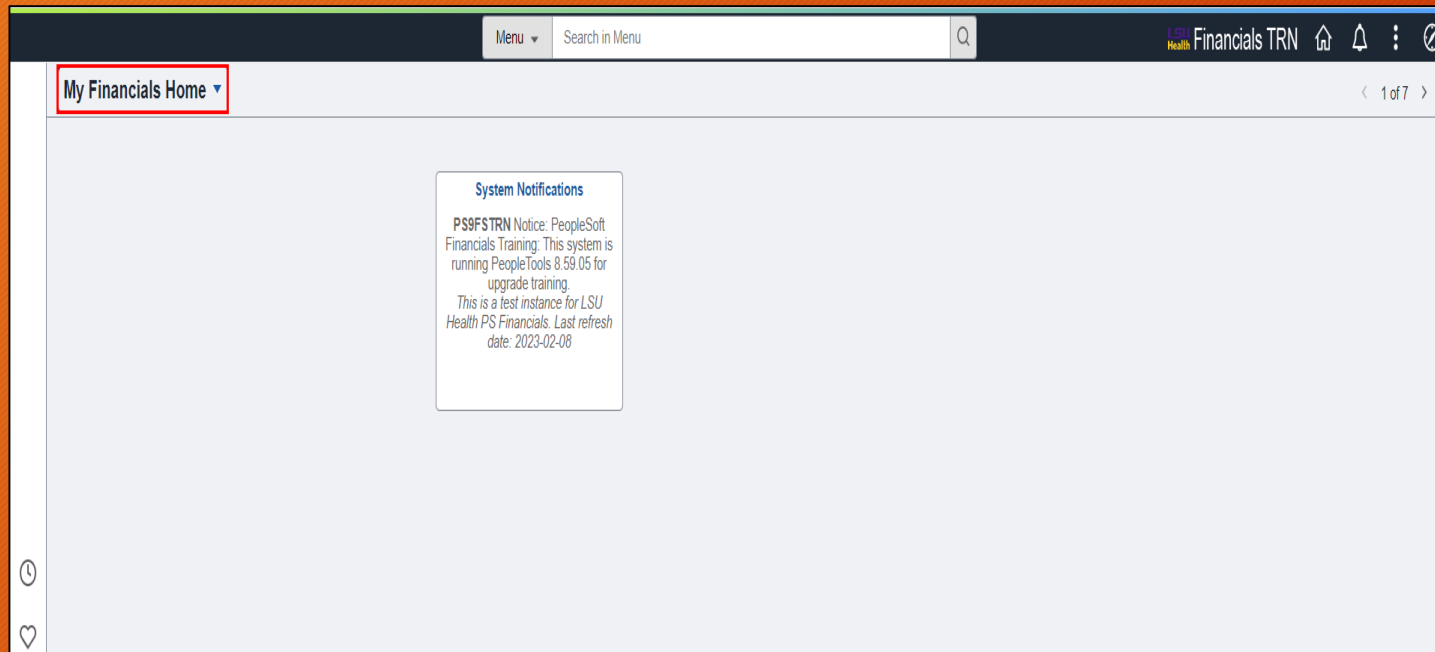 Menu
Search in Menu
LSU
Health Financials TRN
My Financials Home
1 of 7
System Notifications
PS9FSTRN Notice: PeopleSoft
Financials Training: This system is
running PeopleTools 8.59.05 for
upgrade training.
This is a test instance for LSU
Health PS Financials. Last refresh
date: 2023-02-08